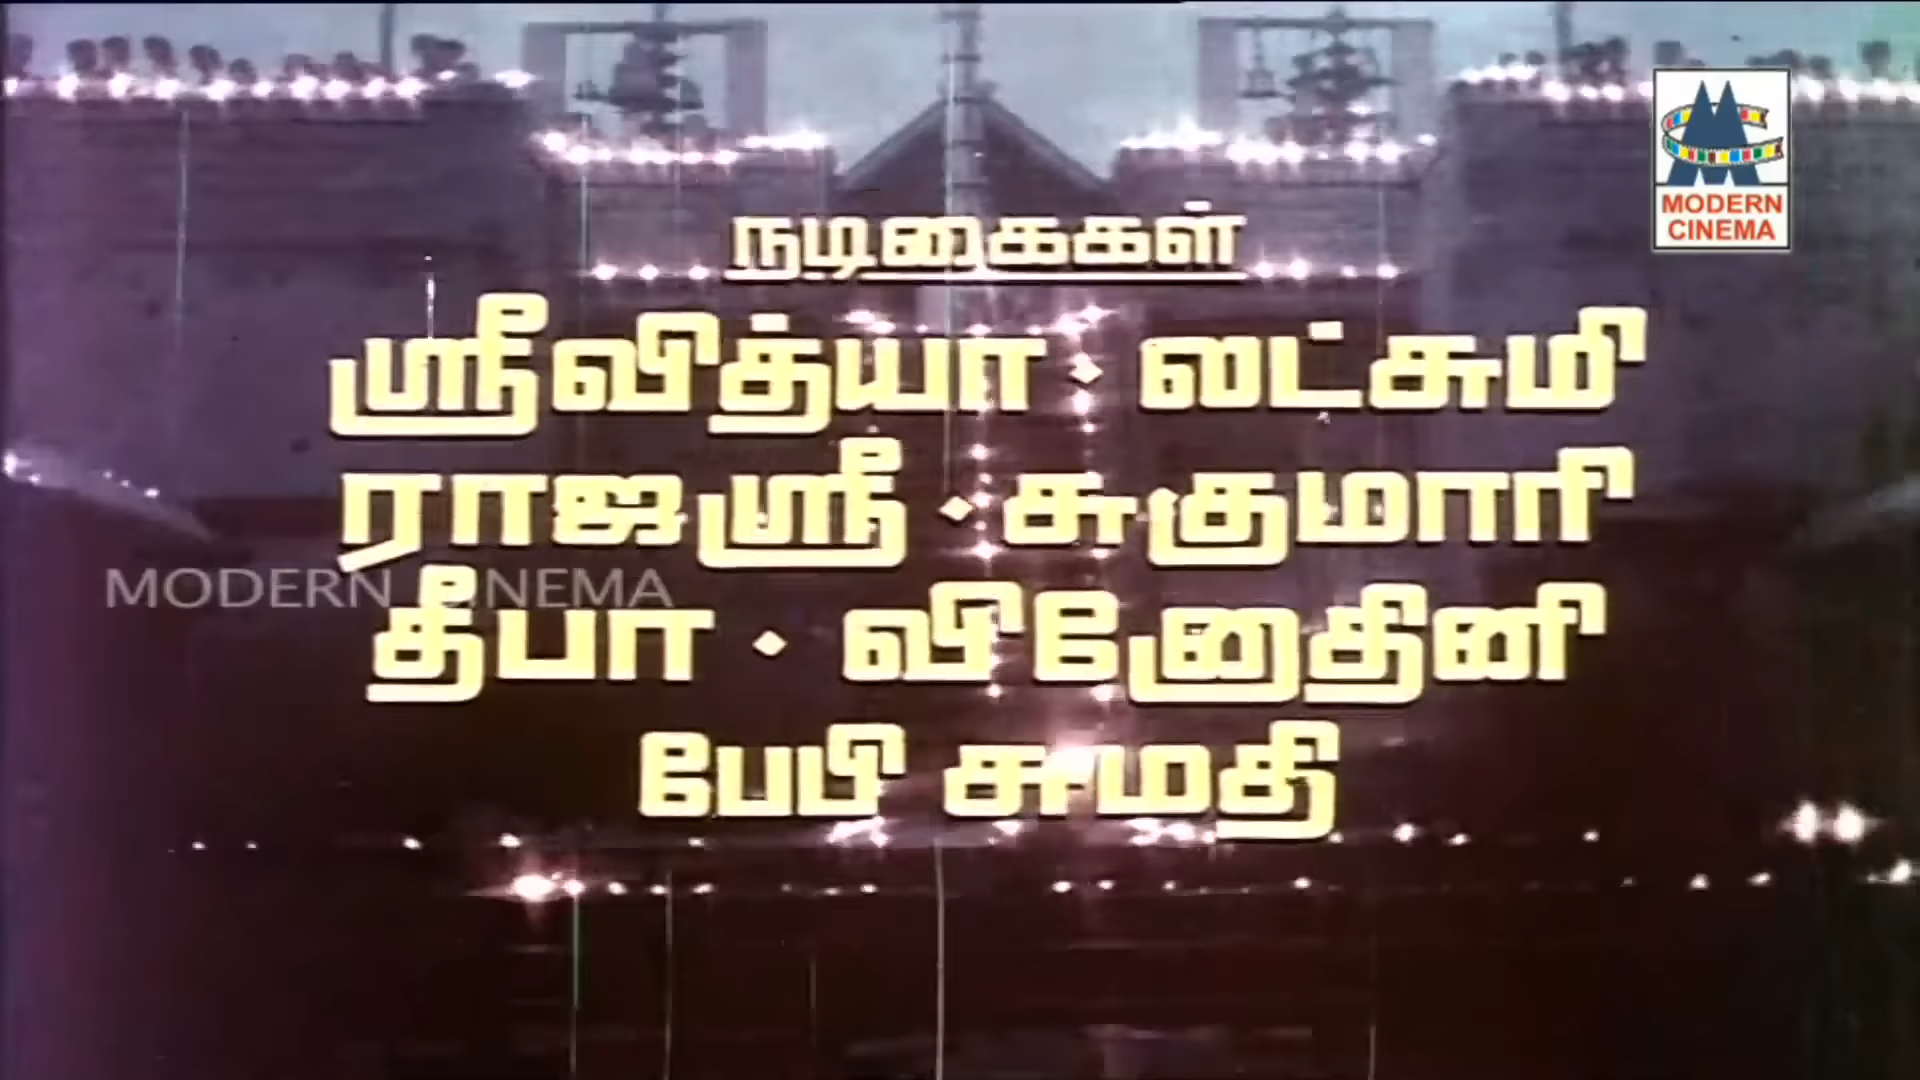 MODERN
CINEMA
நடிகைகள்
ஸ்ரீவித்யா · லட்சுமி
ராஜஸ்ரீ · சுகுமாரி
MODERN CINEMA
தீபா · வினோதினி
பேபி சுமதி